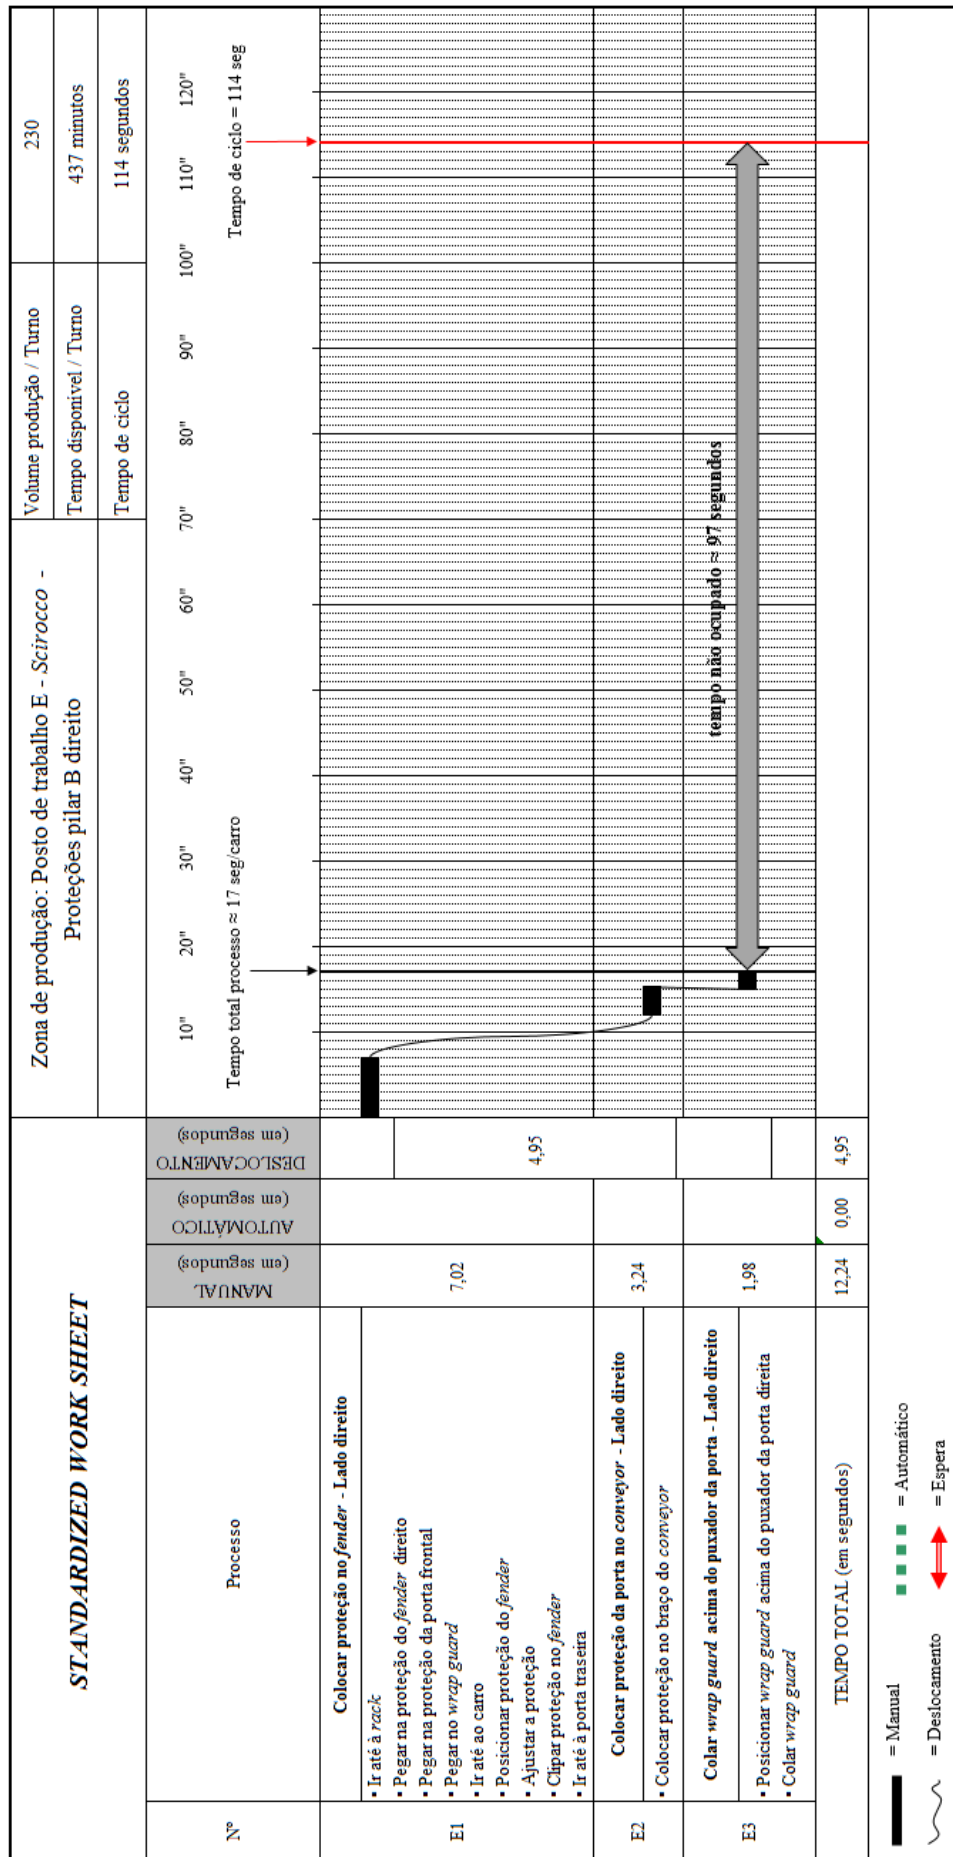 STANDARDIZED WORK SHEET
Zona de produção: Posto de trabalho E - Scirocco -
Proteções pilar B direito
Volume produção / Turno
230
Tempo disponível / Turno
437 minutos
Tempo de ciclo
114 segundos
Nº
Processo
MANUAL
(em segundos)
AUTOMÁTICO
(em segundos)
DESLOCAMENTO
(em segundos)
10"
20"
30"
40"
50"
60"
70"
80"
90"
100"
110"
120"
Tempo total processo ≈ 17 seg/carro
Tempo de ciclo = 114 seg
E1
Colocar proteção no fender - Lado direito
▪ Ir até à rack
▪ Pegar na proteção do fender direito
▪ Pegar na proteção da porta frontal
▪ Pegar no wrap guard
▪ Ir até ao carro
▪ Posicionar proteção do fender
▪ Ajustar a proteção
▪ Clipar proteção no fender
▪ Ir até à porta traseira
7,02
4,95
E2
Colocar proteção da porta no conveyor - Lado direito
▪ Colocar proteção no braço do conveyor
3,24
E3
Colar wrap guard acima do puxador da porta - Lado direito
▪ Posicionar wrap guard acima do puxador da porta direita
▪ Colar wrap guard
1,98
tempo não ocupado ≈ 97 segundos
TEMPO TOTAL (em segundos)
12,24
0,00
4,95
= Manual
= Automático
= Deslocamento
= Espera